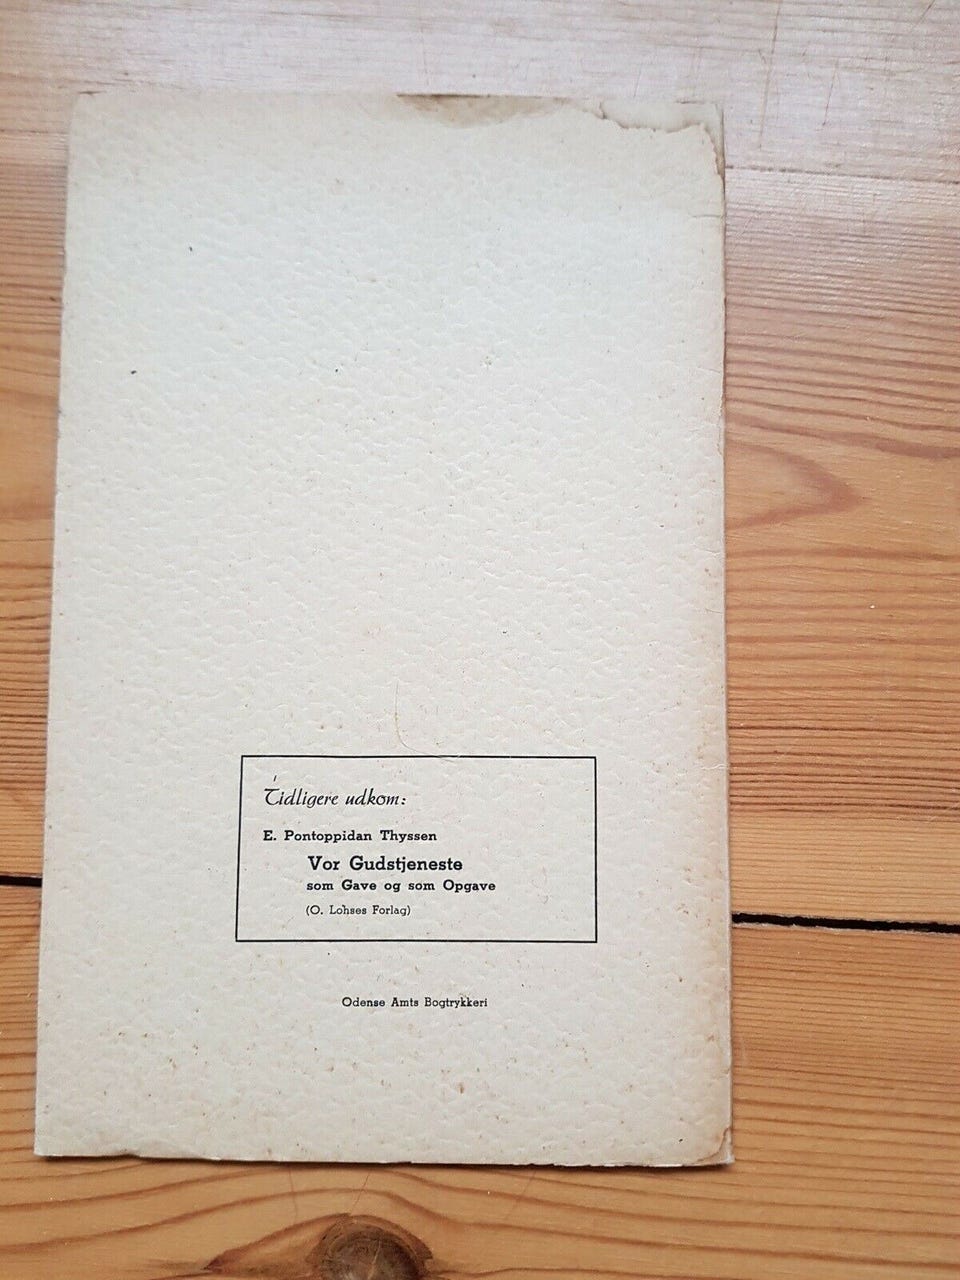 Tidligere udkom:
E. Pontoppidan Thyssen
Vor Gudstjeneste
som Gave og som Opgave
(O. Lohses Forlag)
Odense Amts Bogtrykkeri